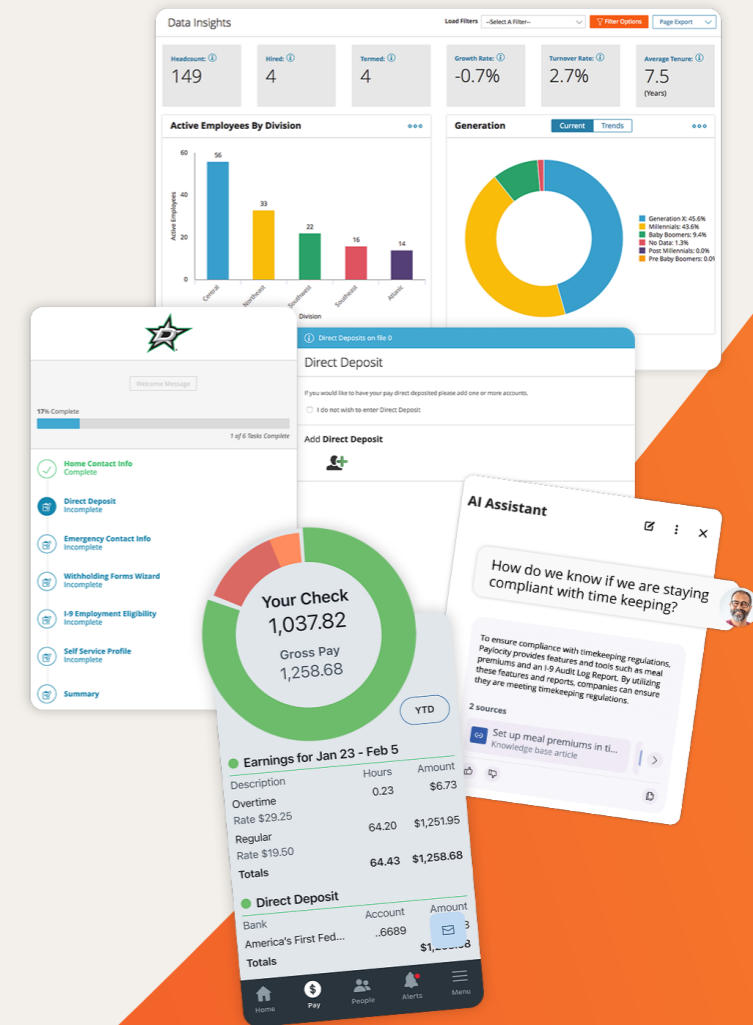 Data Insights
Load Filters
--Select A Filter--
Filter Options
Page Export
Headcount:
149
Hired:
4
Termed:
4
Growth Rate:
-0.7%
Turnover Rate:
2.7%
Average Tenure:
7.5
(Years)
Active Employees By Division
60
40
20
0
Active Employees
56
33
22
16
14
Central
Northeast
Southwest
Southeast
Atlantic
Division
Generation
Current
Trends
Generation X: 45.6%
Millennials: 43.6%
Baby Boomers: 9.4%
No Data: 1.3%
Post Millennials: 0.0%
Pre Baby Boomers: 0.0%
D
Welcome Message
17% Complete
1 of 6 Tasks Complete
Home Contact Info
Complete
Direct Deposit
Incomplete
Emergency Contact Info
Incomplete
Withholding Forms Wizard
Incomplete
I-9 Employment Eligibility
Incomplete
Self Service Profile
Incomplete
Summary
Direct Deposits on file 0
Direct Deposit
If you would like to have your pay direct deposited please add one or more accounts.
I do not wish to enter Direct Deposit
Add Direct Deposit
AI Assistant
How do we know if we are staying
compliant with time keeping?
To ensure compliance with timekeeping regulations,
Paylocity provides features and tools such as meal
premiums and an I-9 Audit Log Report. By utilizing
these features and reports, companies can ensure
they are meeting timekeeping regulations.
2 sources
Set up meal premiums in ti...
Knowledge base article
Your Check
1,037.82
Gross Pay
1,258.68
YTD
Earnings for Jan 23 - Feb 5
Description Hours Amount
Overtime 0.23 $6.73
Rate $29.25
Regular 64.20 $1,251.95
Rate $19.50
Totals 64.43 $1,258.68
Direct Deposit
Bank Account Amount
America's First Fed... ..6689
Totals
Home
Pay
People
Alerts
Menu